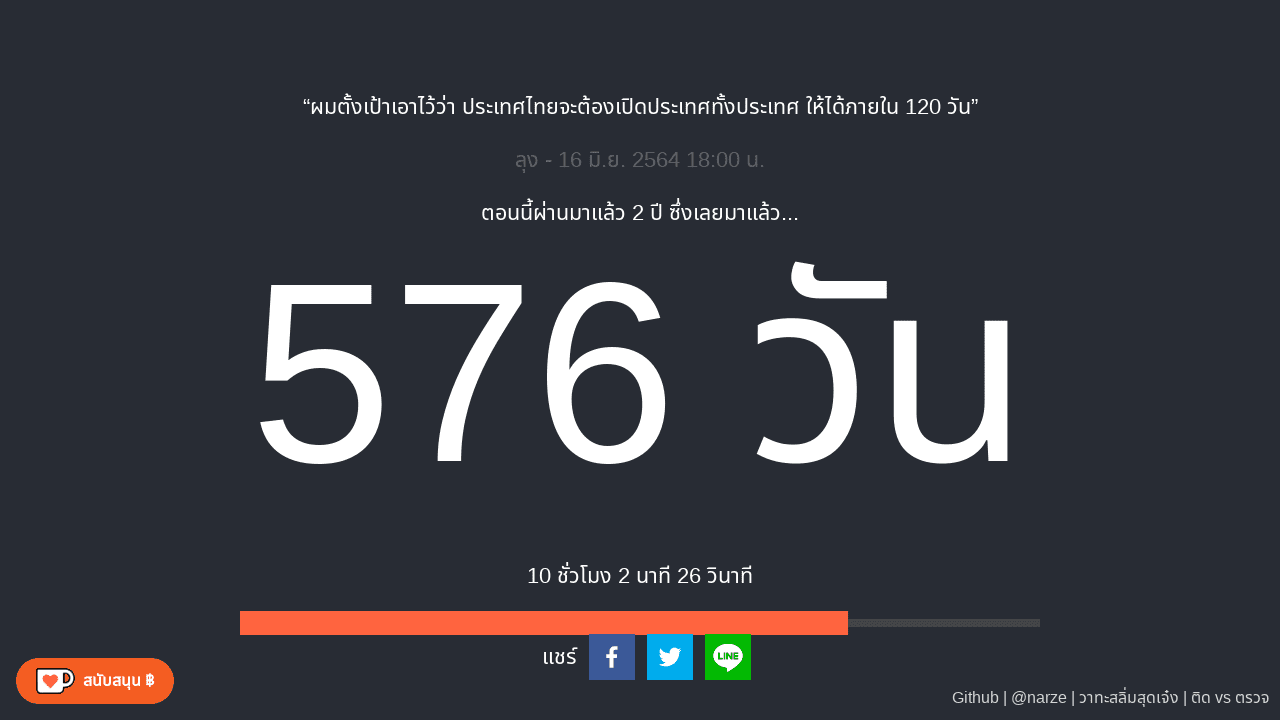 “ผมตั้งเป้าเอาไว้ว่า ประเทศไทยจะต้องเปิดประเทศทั้งประเทศ ให้ได้ภายใน 120 วัน”
ลุง - 16 มิ.ย. 2564 18:00 น.
ตอนนี้ผ่านมาแล้ว 2 ปี ซึ่งเลยมาแล้ว...
576 วัน
10 ชั่วโมง 2 นาที 26 วินาที
แชร์
LINE
สนับสนุน ฿
Github | @narze | วาทะสลิ่มสุดเจ๋ง | ติด vs ตรวจ